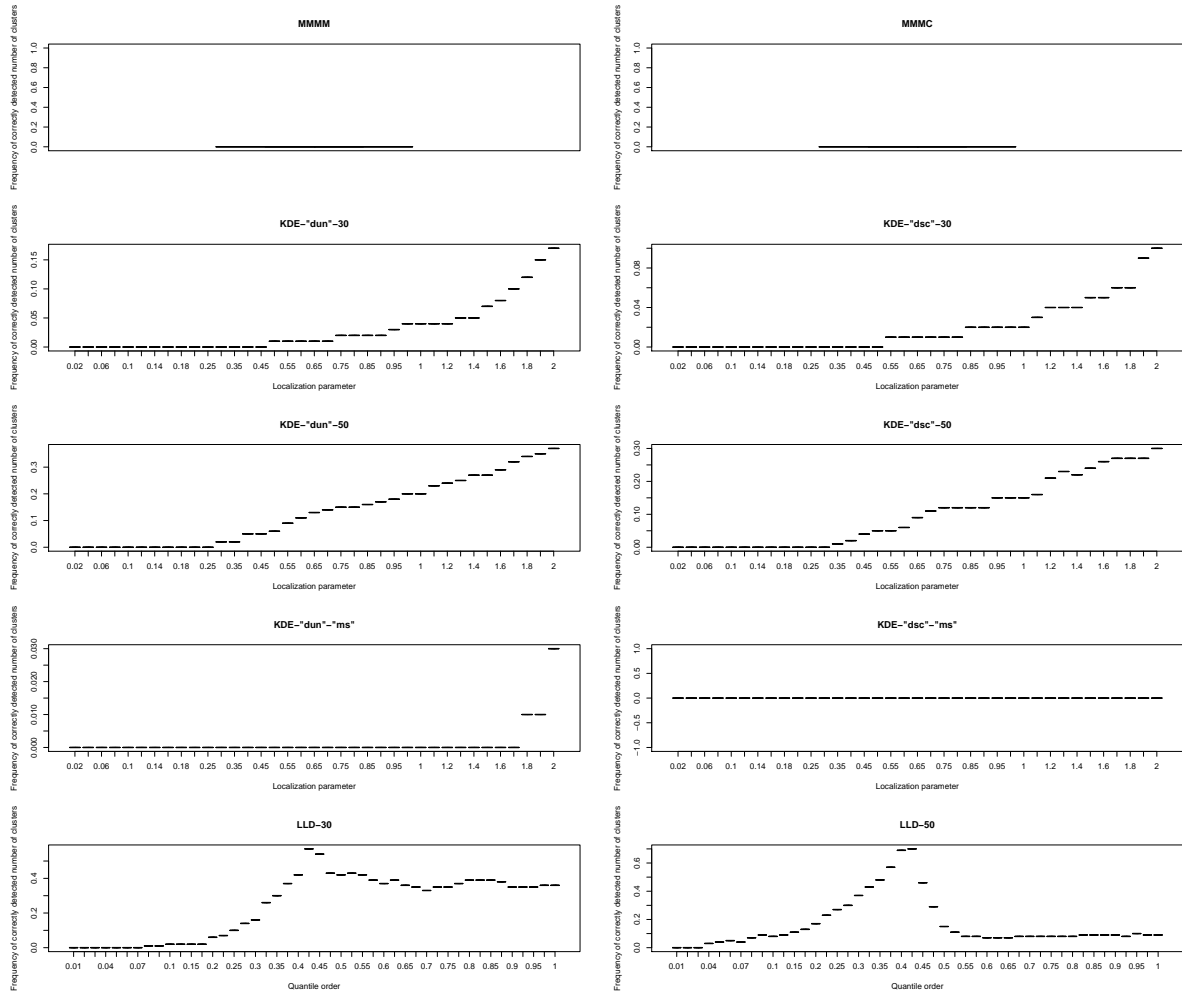 MMMM
Frequency of correctly detected number of clusters
0.0 0.2 0.4 0.6 0.8 1.0
MMMC
Frequency of correctly detected number of clusters
0.0 0.2 0.4 0.6 0.8 1.0
KDE−"dun"−30
Frequency of correctly detected number of clusters
0.00 0.05 0.10 0.15
0.02 0.06 0.1 0.14 0.18 0.25 0.35 0.45 0.55 0.65 0.75 0.85 0.95 1 1.2 1.4 1.6 1.8 2
Localization parameter
KDE−"dsc"−30
Frequency of correctly detected number of clusters
0.00 0.04 0.08
0.02 0.06 0.1 0.14 0.18 0.25 0.35 0.45 0.55 0.65 0.75 0.85 0.95 1 1.2 1.4 1.6 1.8 2
Localization parameter
KDE−"dun"−50
Frequency of correctly detected number of clusters
0.0 0.1 0.2 0.3
0.02 0.06 0.1 0.14 0.18 0.25 0.35 0.45 0.55 0.65 0.75 0.85 0.95 1 1.2 1.4 1.6 1.8 2
Localization parameter
KDE−"dsc"−50
Frequency of correctly detected number of clusters
0.00 0.10 0.20 0.30
0.02 0.06 0.1 0.14 0.18 0.25 0.35 0.45 0.55 0.65 0.75 0.85 0.95 1 1.2 1.4 1.6 1.8 2
Localization parameter
KDE−"dun"−"ms"
Frequency of correctly detected number of clusters
0.000 0.010 0.020 0.030
0.02 0.06 0.1 0.14 0.18 0.25 0.35 0.45 0.55 0.65 0.75 0.85 0.95 1 1.2 1.4 1.6 1.8 2
Localization parameter
KDE−"dsc"−"ms"
Frequency of correctly detected number of clusters
−1.0 −0.5 0.0 0.5 1.0
0.02 0.06 0.1 0.14 0.18 0.25 0.35 0.45 0.55 0.65 0.75 0.85 0.95 1 1.2 1.4 1.6 1.8 2
Localization parameter
LLD−30
Frequency of correctly detected number of clusters
0.0 0.2 0.4
0.01 0.04 0.07 0.1 0.15 0.2 0.25 0.3 0.35 0.4 0.45 0.5 0.55 0.6 0.65 0.7 0.75 0.8 0.85 0.9 0.95 1
Quantile order
LLD−50
Frequency of correctly detected number of clusters
0.0 0.2 0.4 0.6
0.01 0.04 0.07 0.1 0.15 0.2 0.25 0.3 0.35 0.4 0.45 0.5 0.55 0.6 0.65 0.7 0.75 0.8 0.85 0.9 0.95 1
Quantile order